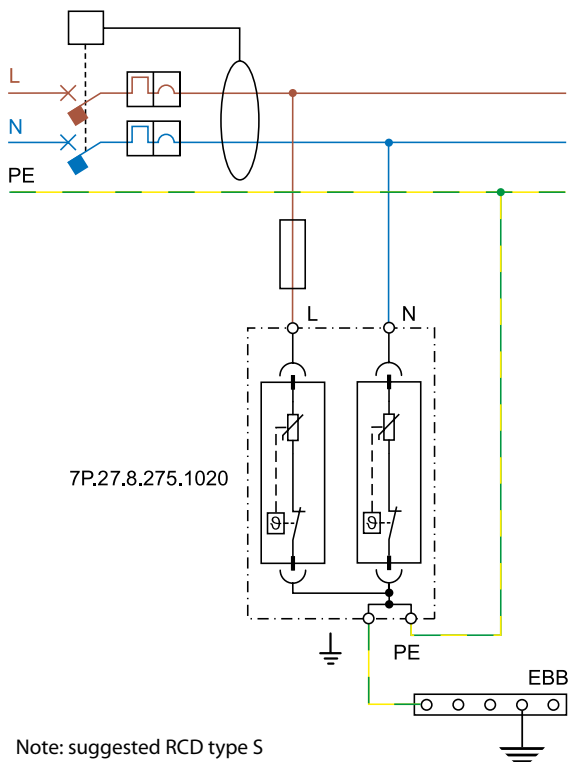 L
N
PE
L
N
7P.27.8.275.1020
ϑ
ϑ
PE
EBB
Note: suggested RCD type S